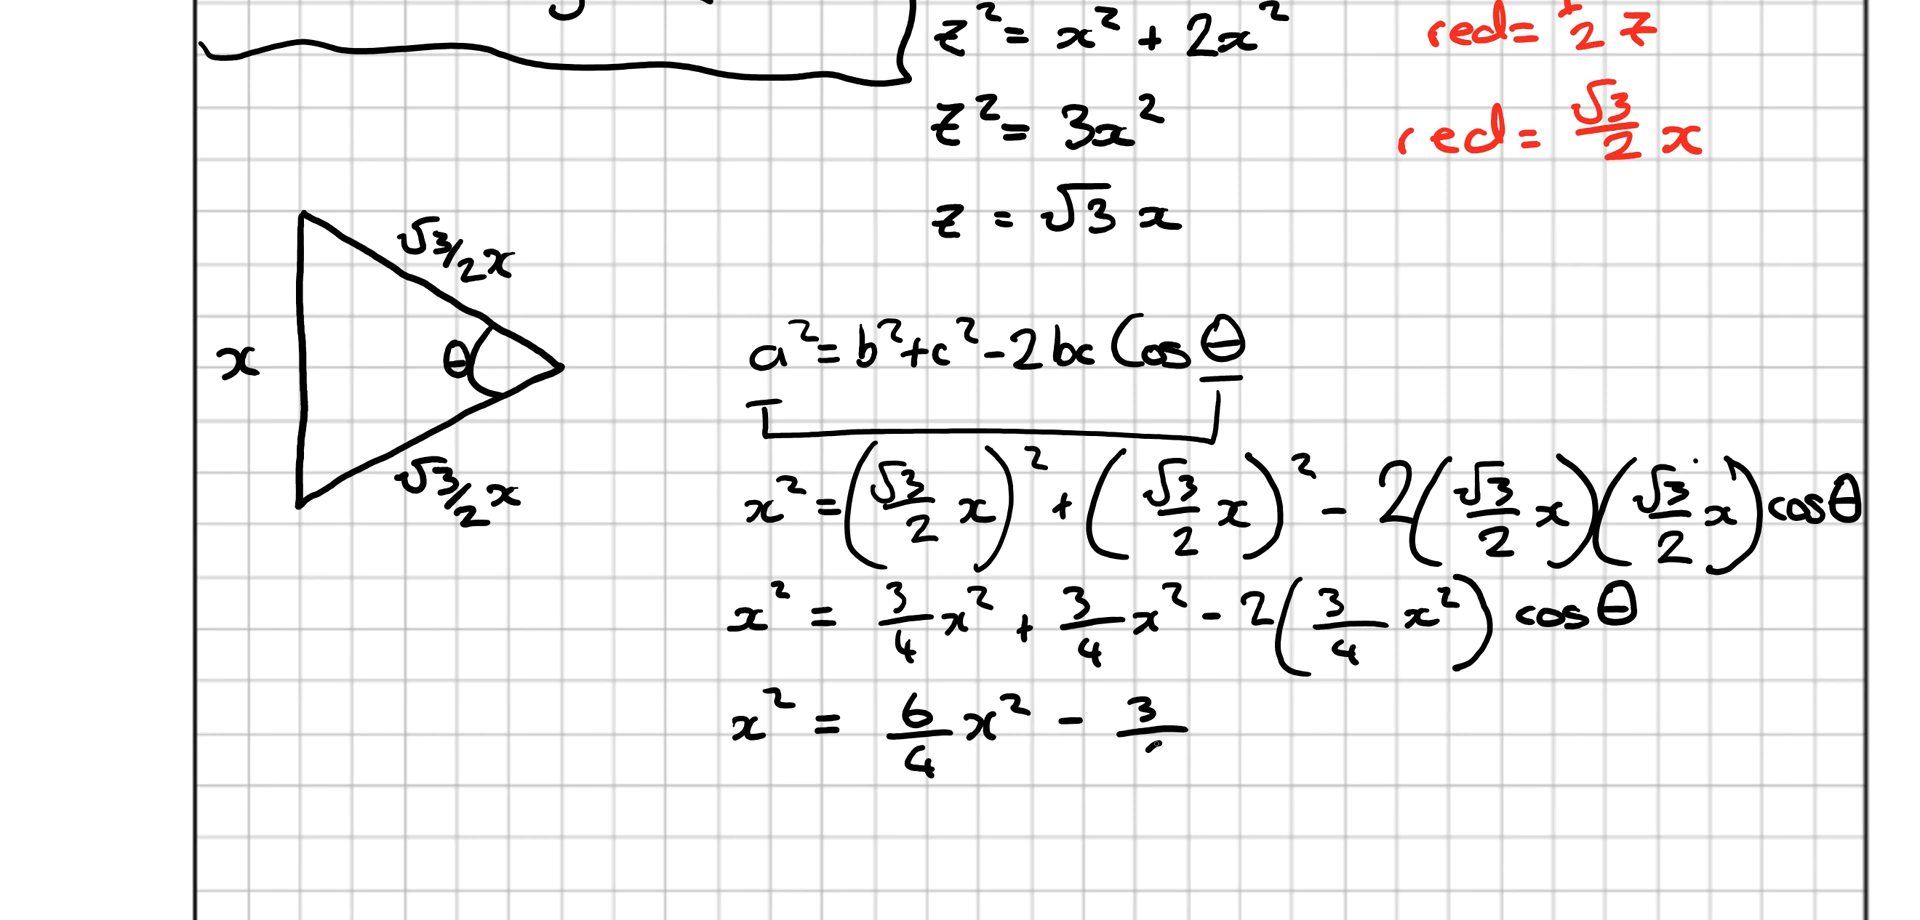 z² = x² + 2x²
red = ½ z
z² = 3x²
red = √3/2 x
z = √3 x
√3/2 x
x
θ
√3/2 x
a² = b² + c² - 2bc Cos θ
x² = (√3/2 x)² + (√3/2 x)² - 2(√3/2 x)(√3/2 x) cosθ
x² = 3/4 x² + 3/4 x² - 2(3/4 x²) cosθ
x² = 6/4 x² - 3/